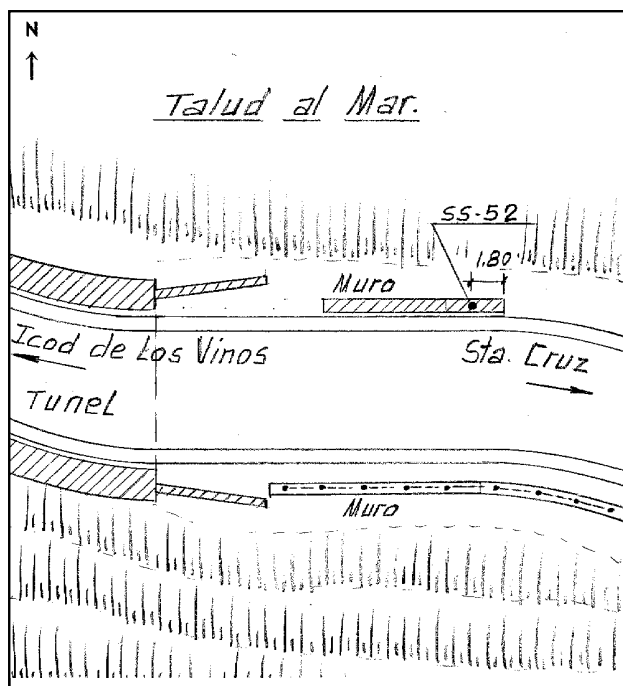 N
Talud al Mar.
SS-52
1.80
Muro
Icod de Los Vinos
Sta. Cruz
Tunel
Muro